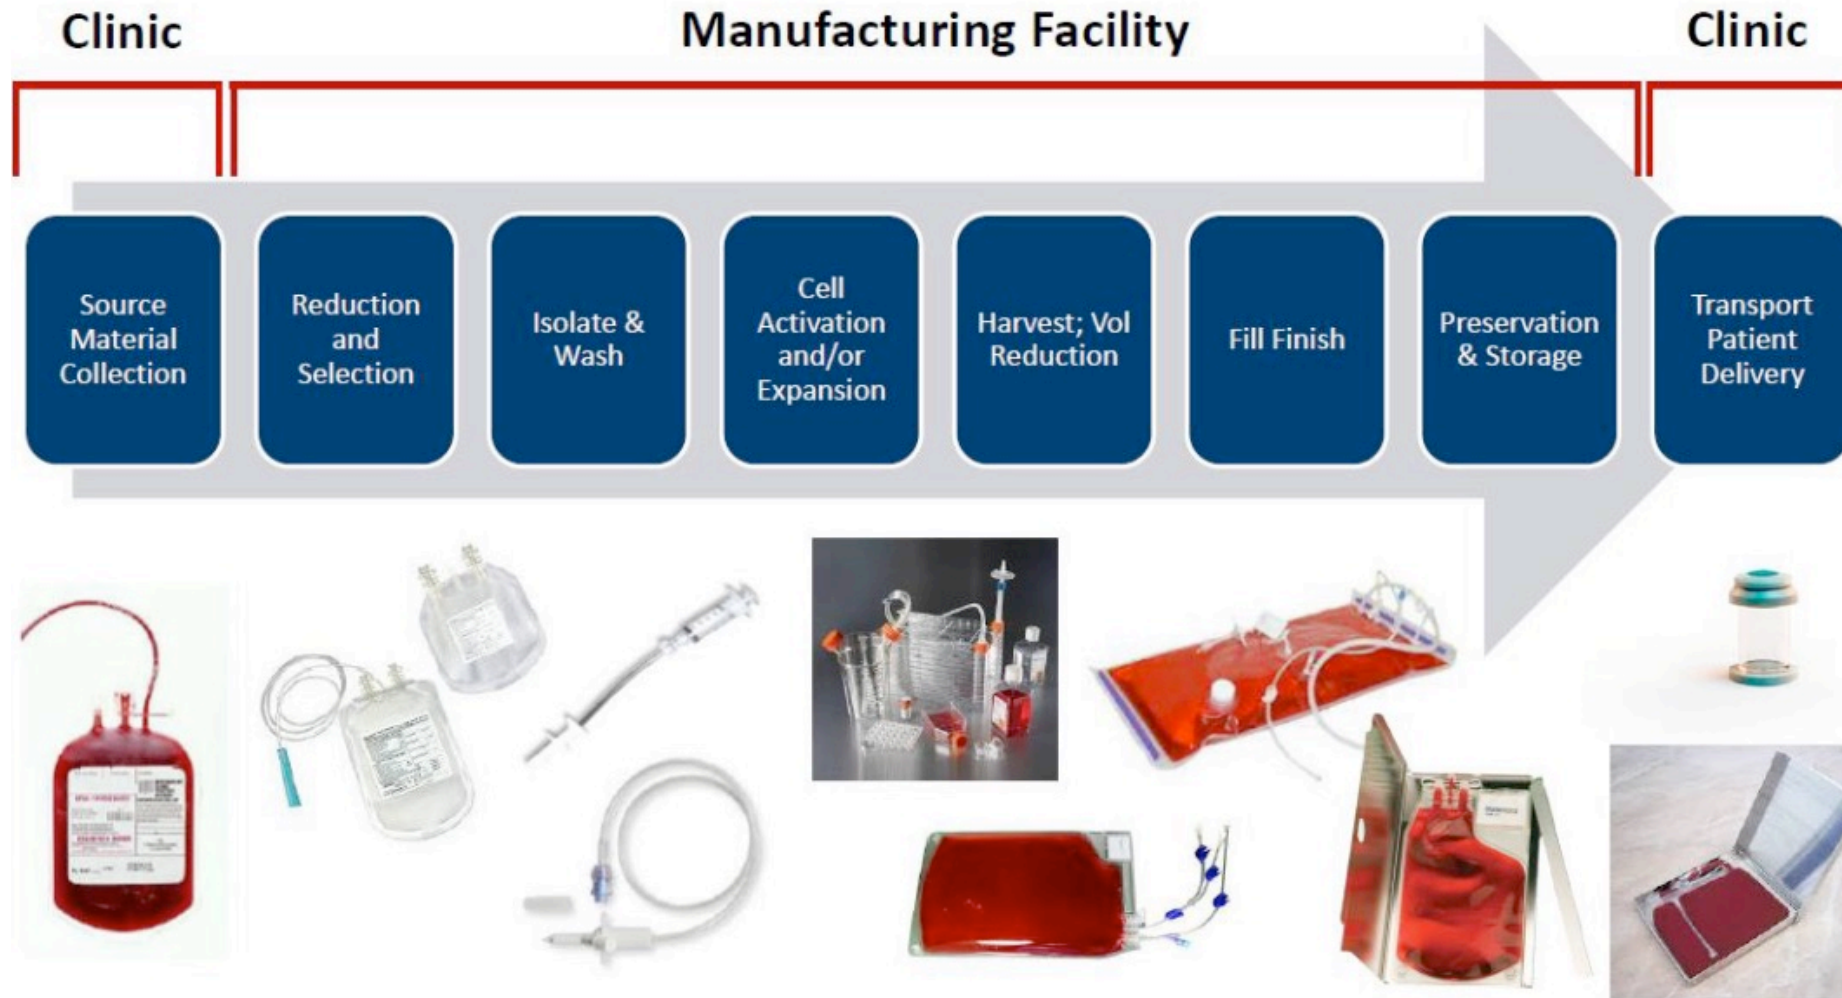 Clinic
Manufacturing Facility
Clinic
Source
Material
Collection
Reduction
and
Selection
Isolate &
Wash
Cell
Activation
and/or
Expansion
Harvest; Vol
Reduction
Fill Finish
Preservation
& Storage
Transport
Patient
Delivery